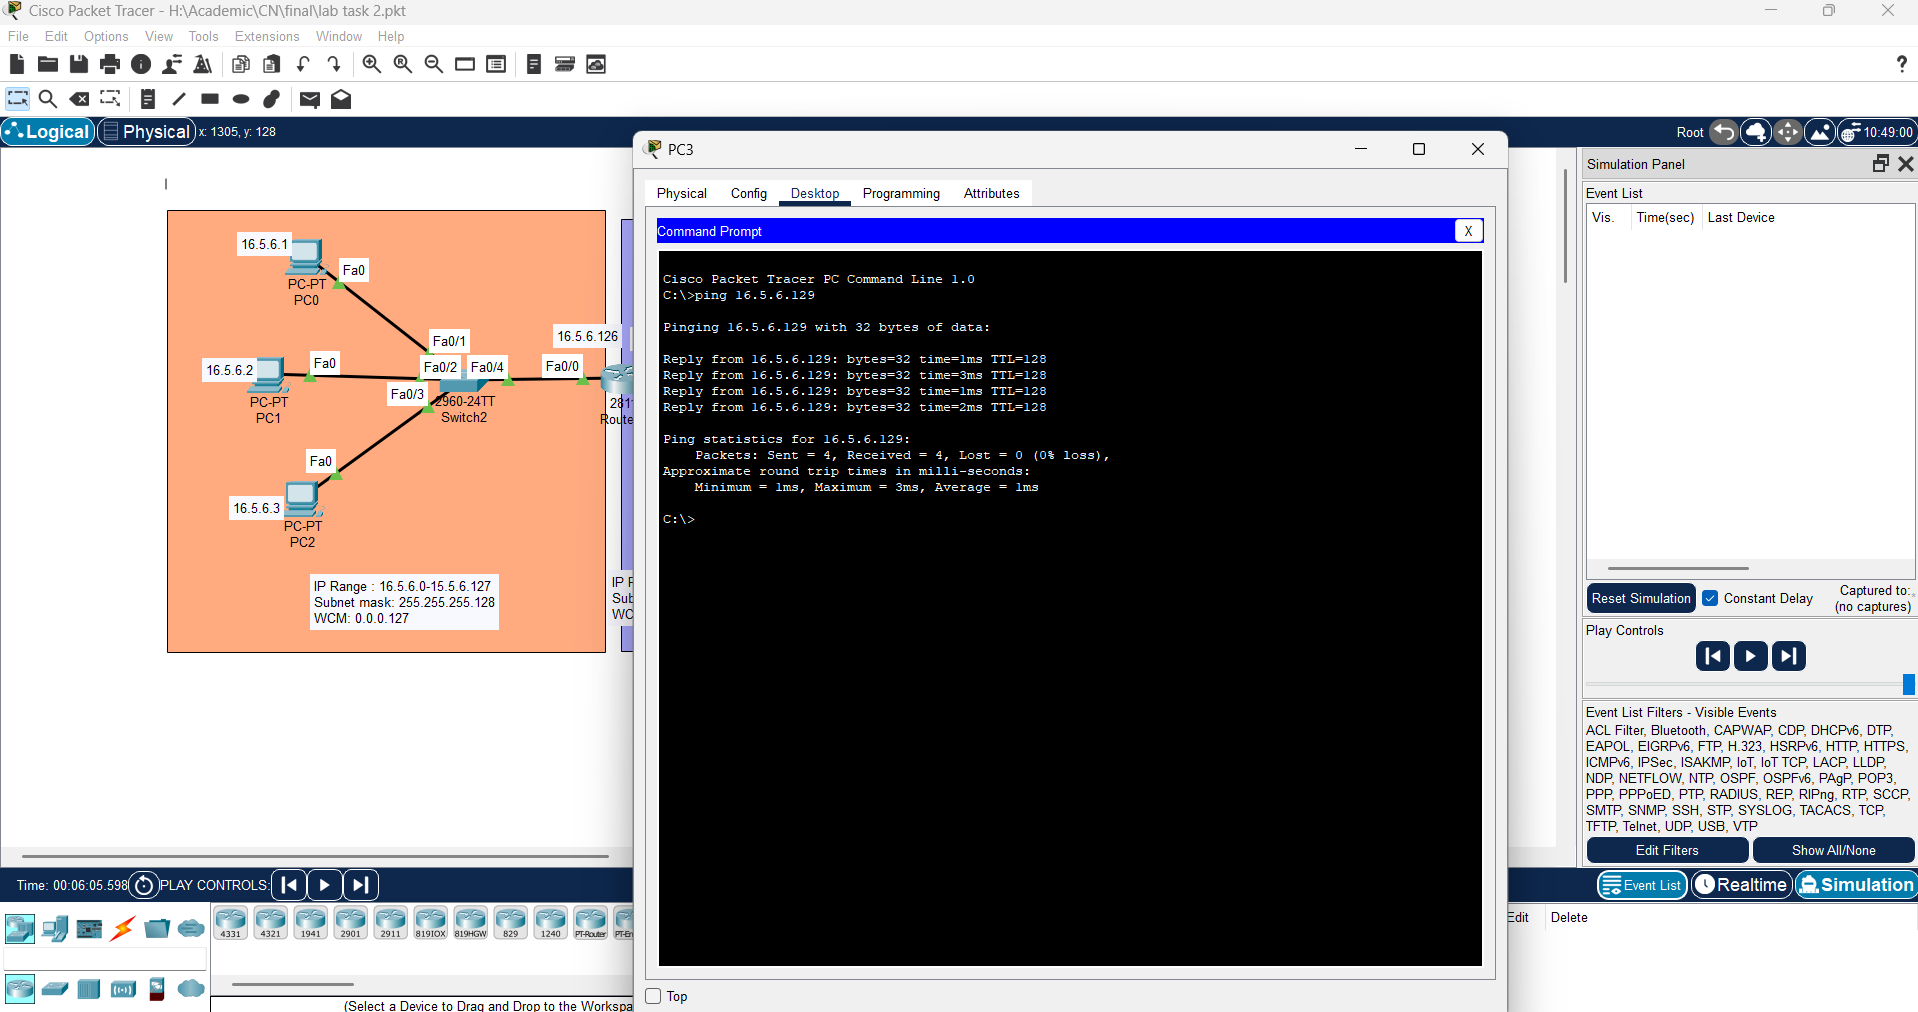 Cisco Packet Tracer - H:\Academic\CN\final\lab task 2.pkt
File Edit Options View Tools Extensions Window Help
?
Logical Physical x: 1305, y: 128
Root 10:49:00
16.5.6.1
Fa0
PC-PT
PC0
Fa0/1
16.5.6.126
16.5.6.2
Fa0
Fa0/2
Fa0/4
Fa0/0
PC-PT
PC1
Fa0/3
2960-24TT
Switch2
281
Route
Fa0
16.5.6.3
PC-PT
PC2
IP Range : 16.5.6.0-15.5.6.127
Subnet mask: 255.255.255.128
WCM: 0.0.0.127
IP F
Sub
WC
PC3
Physical Config Desktop Programming Attributes
Command Prompt
X
Cisco Packet Tracer PC Command Line 1.0
C:\>ping 16.5.6.129
Pinging 16.5.6.129 with 32 bytes of data:
Reply from 16.5.6.129: bytes=32 time=1ms TTL=128
Reply from 16.5.6.129: bytes=32 time=3ms TTL=128
Reply from 16.5.6.129: bytes=32 time=1ms TTL=128
Reply from 16.5.6.129: bytes=32 time=2ms TTL=128
Ping statistics for 16.5.6.129:
Packets: Sent = 4, Received = 4, Lost = 0 (0% loss),
Approximate round trip times in milli-seconds:
Minimum = 1ms, Maximum = 3ms, Average = 1ms
C:\>
Top
Simulation Panel
Event List
Vis. Time(sec) Last Device
Reset Simulation
Constant Delay
Captured to:
(no captures)
Play Controls
Event List Filters - Visible Events
ACL Filter, Bluetooth, CAPWAP, CDP, DHCPv6, DTP,
EAPOL, EIGRPv6, FTP, H.323, HSRPv6, HTTP, HTTPS,
ICMPv6, IPSec, ISAKMP, IoT, IoT TCP, LACP, LLDP,
NDP, NETFLOW, NTP, OSPF, OSPFv6, PAgP, POP3,
PPP, PPPoED, PTP, RADIUS, REP, RIPng, RTP, SCCP,
SMTP, SNMP, SSH, STP, SYSLOG, TACACS, TCP,
TFTP, Telnet, UDP, USB, VTP
Edit Filters
Show All/None
Time: 00:06:05.598
PLAY CONTROLS:
Event List Realtime Simulation
4331 4321 1941 2901 2911 819IOX 819HGW 829 1240 PT-Router PT-Em
Edit Delete
(Select a Device to Drag and Drop to the Workspa